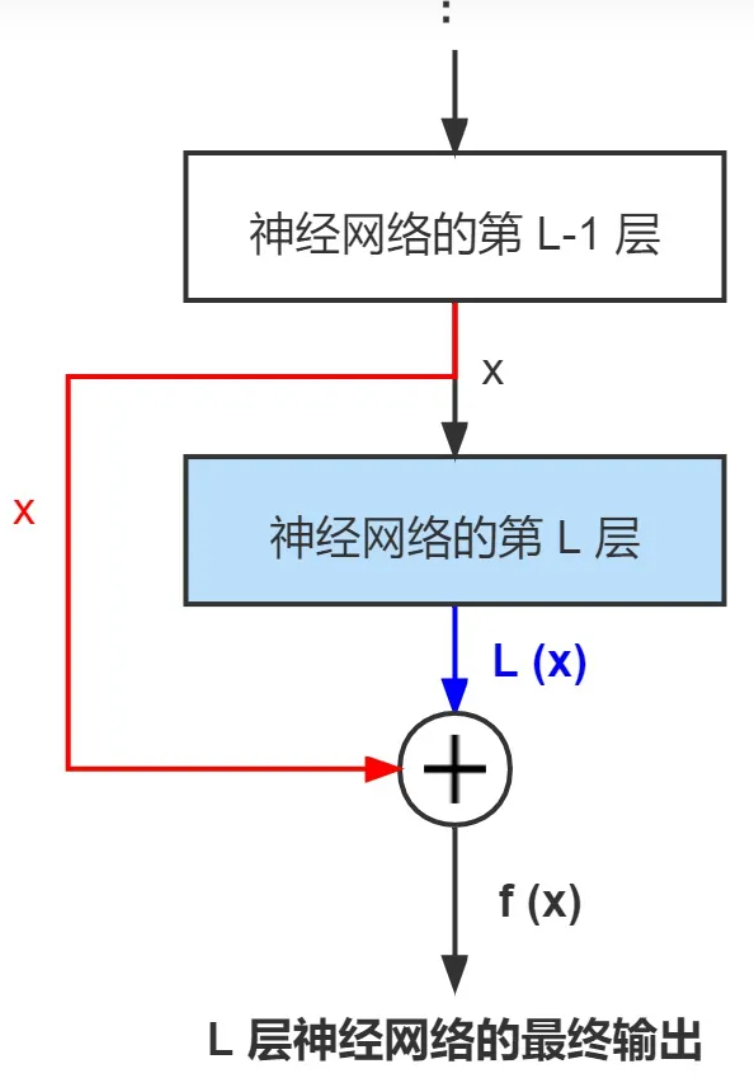 神经网络的第 L-1 层
x
x
神经网络的第 L 层
L (x)
f (x)
L 层神经网络的最终输出